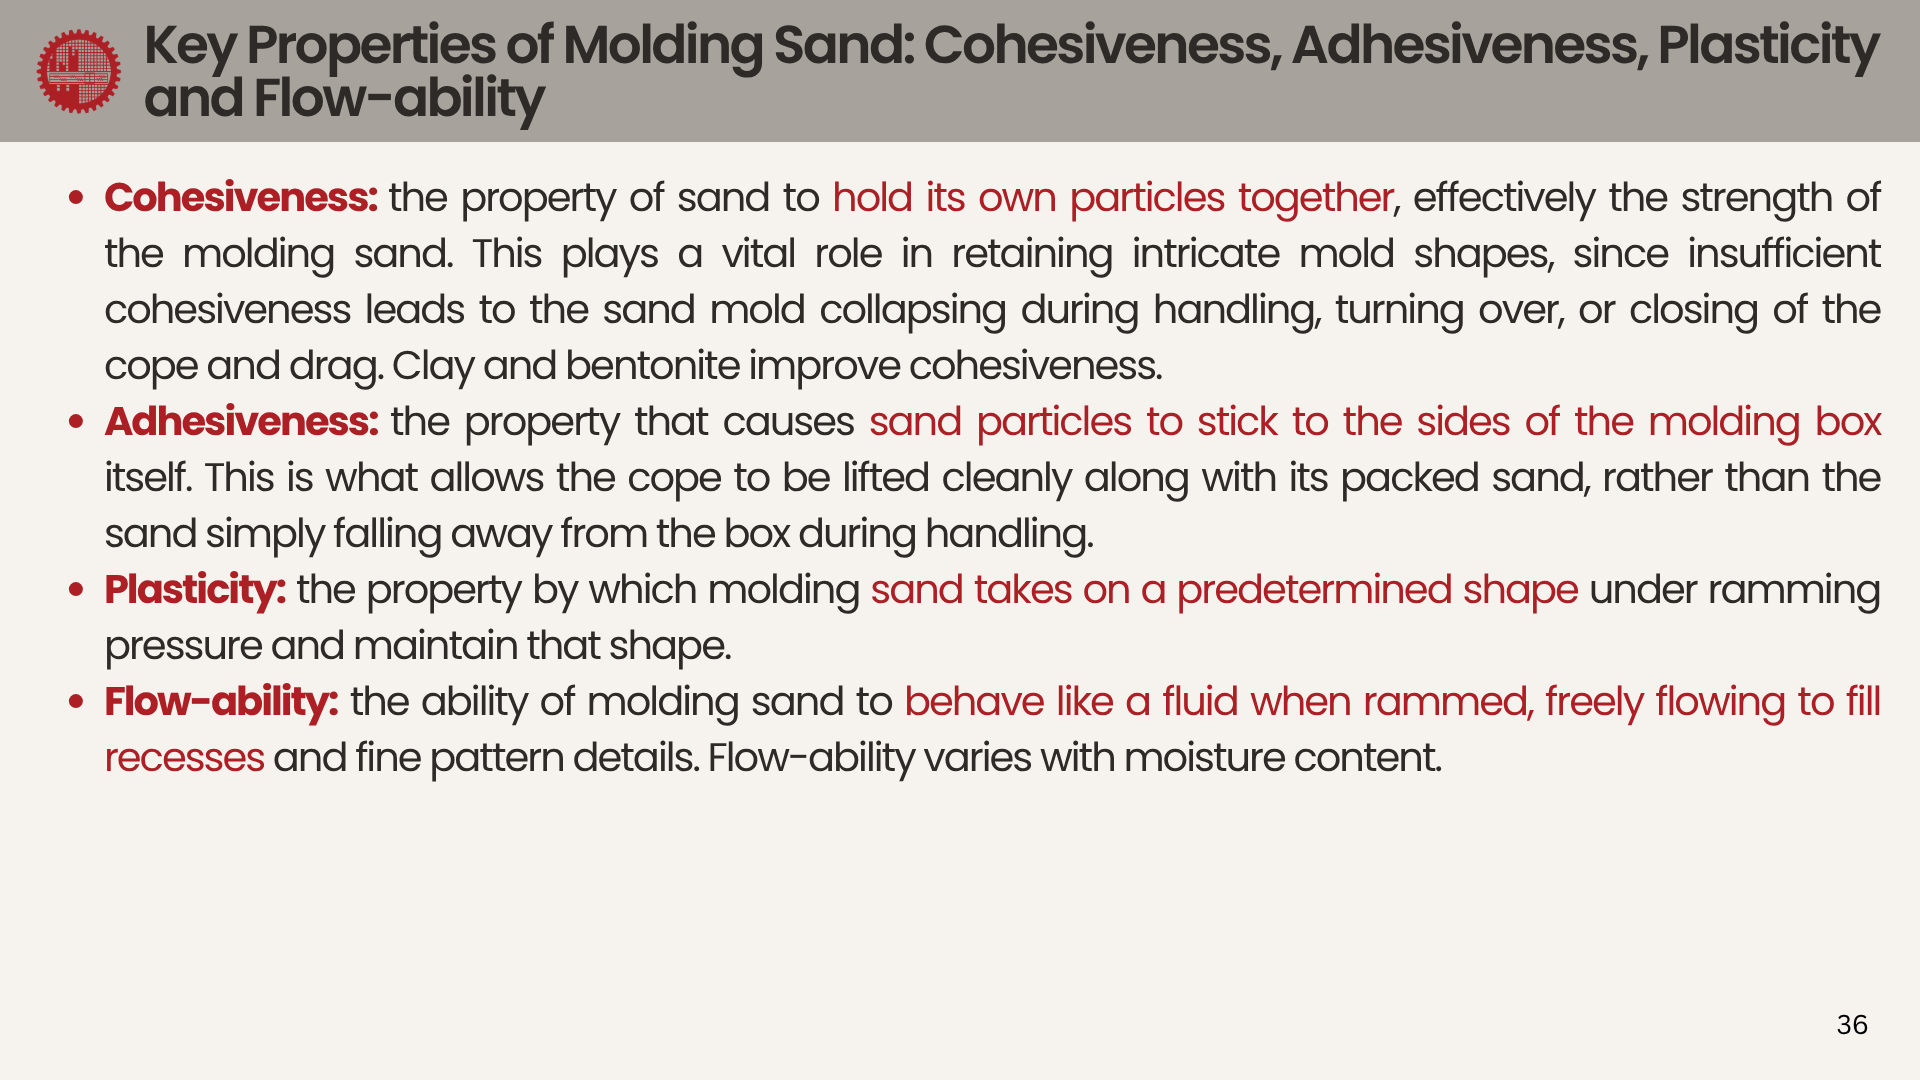 Key Properties of Molding Sand: Cohesiveness, Adhesiveness, Plasticity
and Flow-ability
• Cohesiveness: the property of sand to hold its own particles together, effectively the strength of
the molding sand. This plays a vital role in retaining intricate mold shapes, since insufficient
cohesiveness leads to the sand mold collapsing during handling, turning over, or closing of the
cope and drag. Clay and bentonite improve cohesiveness.
• Adhesiveness: the property that causes sand particles to stick to the sides of the molding box
itself. This is what allows the cope to be lifted cleanly along with its packed sand, rather than the
sand simply falling away from the box during handling.
• Plasticity: the property by which molding sand takes on a predetermined shape under ramming
pressure and maintain that shape.
• Flow-ability: the ability of molding sand to behave like a fluid when rammed, freely flowing to fill
recesses and fine pattern details. Flow-ability varies with moisture content.
36